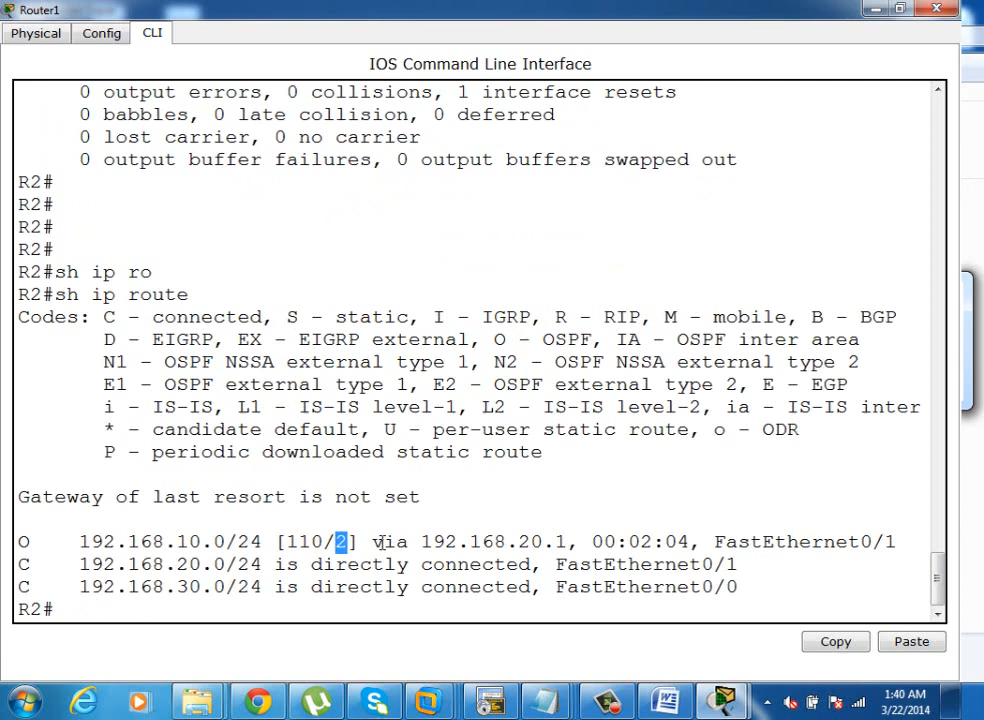 Router1
Physical Config CLI
IOS Command Line Interface
0 output errors, 0 collisions, 1 interface resets
0 babbles, 0 late collision, 0 deferred
0 lost carrier, 0 no carrier
0 output buffer failures, 0 output buffers swapped out
R2#
R2#
R2#
R2#
R2#sh ip ro
R2#sh ip route
Codes: C - connected, S - static, I - IGRP, R - RIP, M - mobile, B - BGP
D - EIGRP, EX - EIGRP external, O - OSPF, IA - OSPF inter area
N1 - OSPF NSSA external type 1, N2 - OSPF NSSA external type 2
E1 - OSPF external type 1, E2 - OSPF external type 2, E - EGP
i - IS-IS, L1 - IS-IS level-1, L2 - IS-IS level-2, ia - IS-IS inter
* - candidate default, U - per-user static route, o - ODR
P - periodic downloaded static route
Gateway of last resort is not set
O 192.168.10.0/24 [110/2] via 192.168.20.1, 00:02:04, FastEthernet0/1
C 192.168.20.0/24 is directly connected, FastEthernet0/1
C 192.168.30.0/24 is directly connected, FastEthernet0/0
R2#
Copy Paste
1:40 AM
3/22/2014